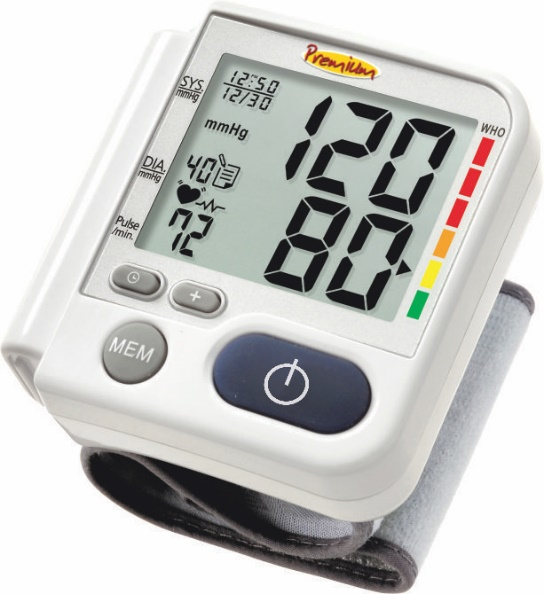 Premium
SYS.
mmHg
12:50
12/30
mmHg
120
WHO
DIA.
mmHg
40
80
Pulse
/min.
72
+
MEM